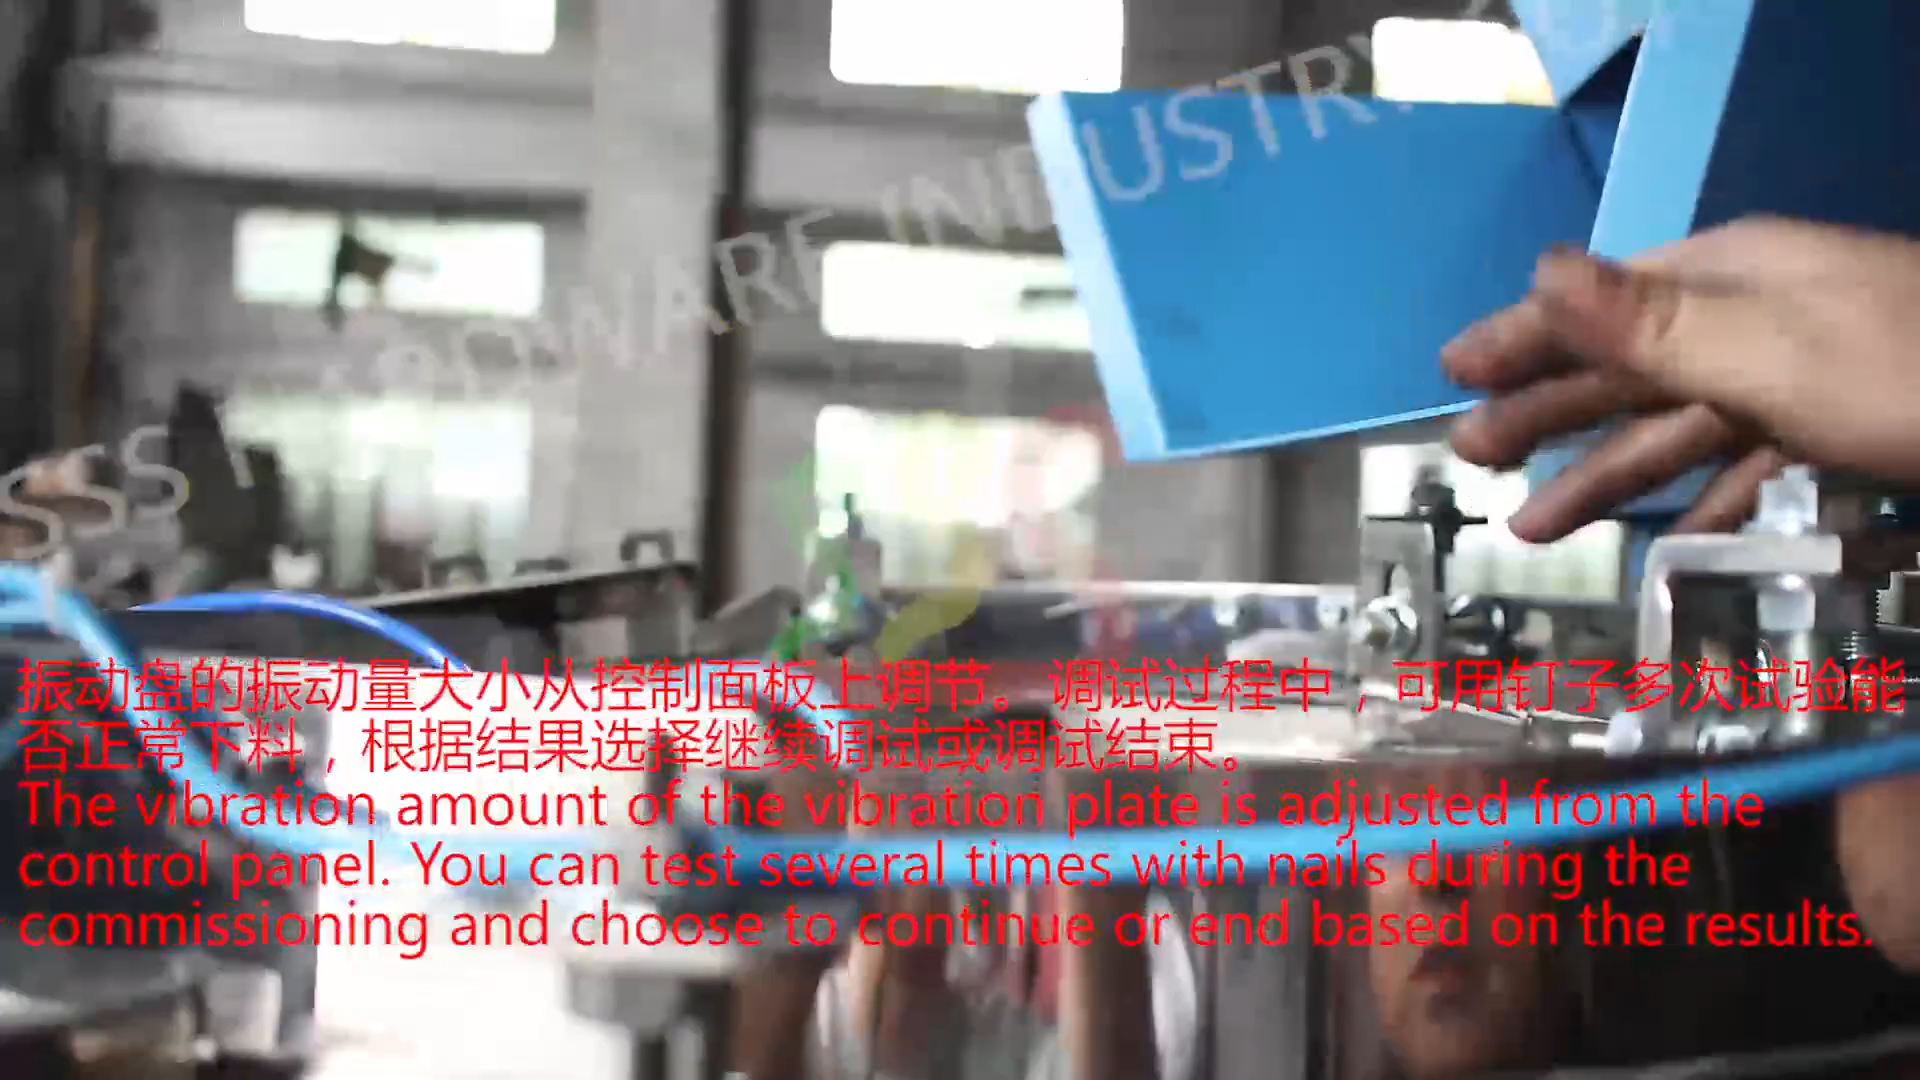 SSS HARDWARE INDUSTRY
振动盘的振动量大小从控制面板上调节。调试过程中，可用钉子多次试验能
否正常下料，根据结果选择继续调试或调试结束。
The vibration amount of the vibration plate is adjusted from the
control panel. You can test several times with nails during the
commissioning and choose to continue or end based on the results.